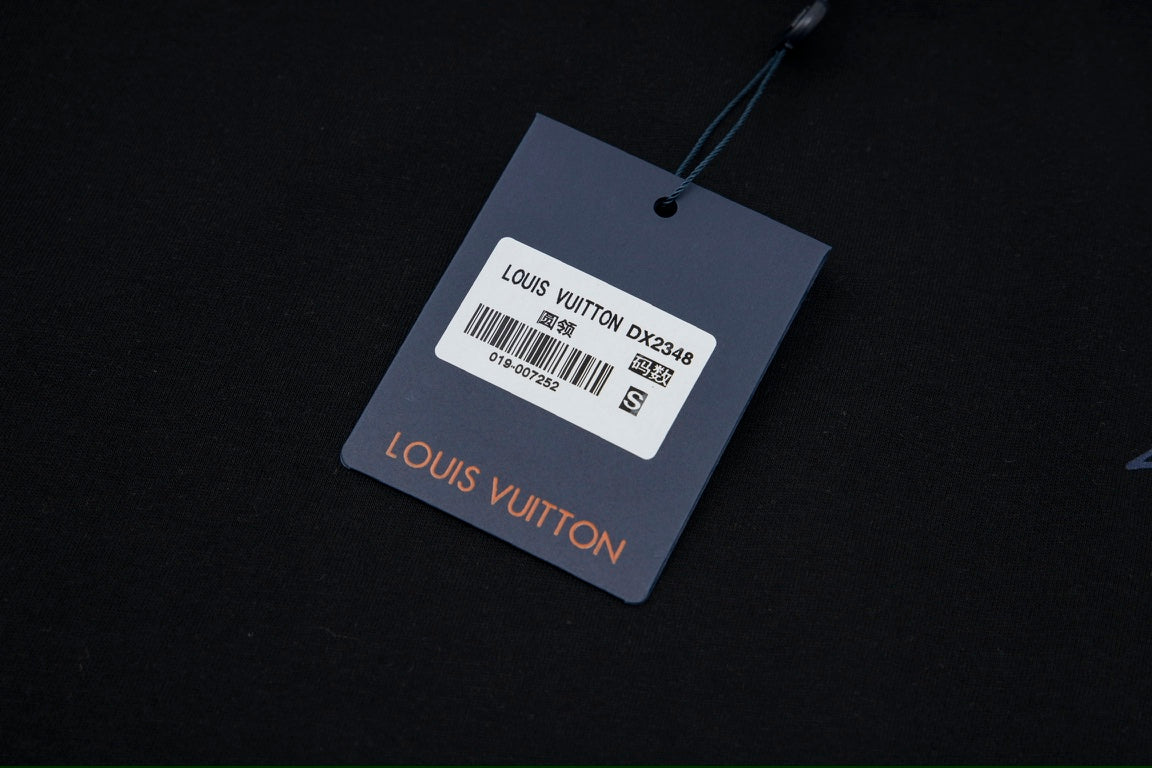 LOUIS VUITTON DX2348
圆领
码数
019-007252
S
LOUIS VUITTON